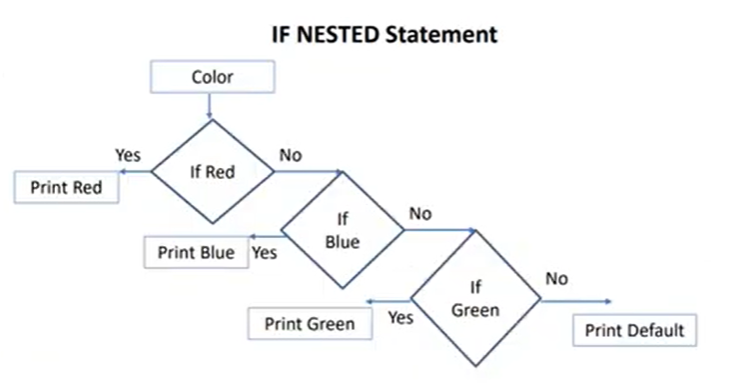 IF NESTED Statement
Color
Yes
If Red
No
Print Red
If
Blue
No
Print Blue
Yes
If
Green
No
Print Green
Yes
Print Default